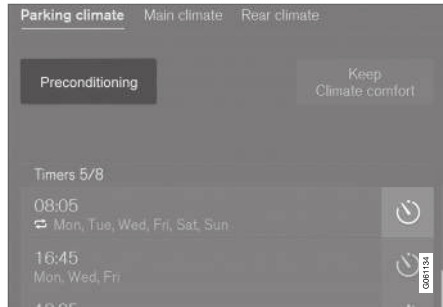 Parking climate Main climate Rear climate
Preconditioning
Keep
Climate comfort
Timers 5/8
08:05
Mon, Tue, Wed, Fri, Sat, Sun
16:45
Mon, Wed, Fri
G061134